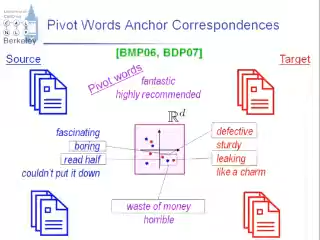 Pivot Words Anchor Correspondences
Berkeley
[BMP06, BDP07]
Source
Target
Pivot words
fantastic
highly recommended
ℝᵈ
fascinating
boring
read half
couldn't put it down
defective
sturdy
leaking
like a charm
waste of money
horrible